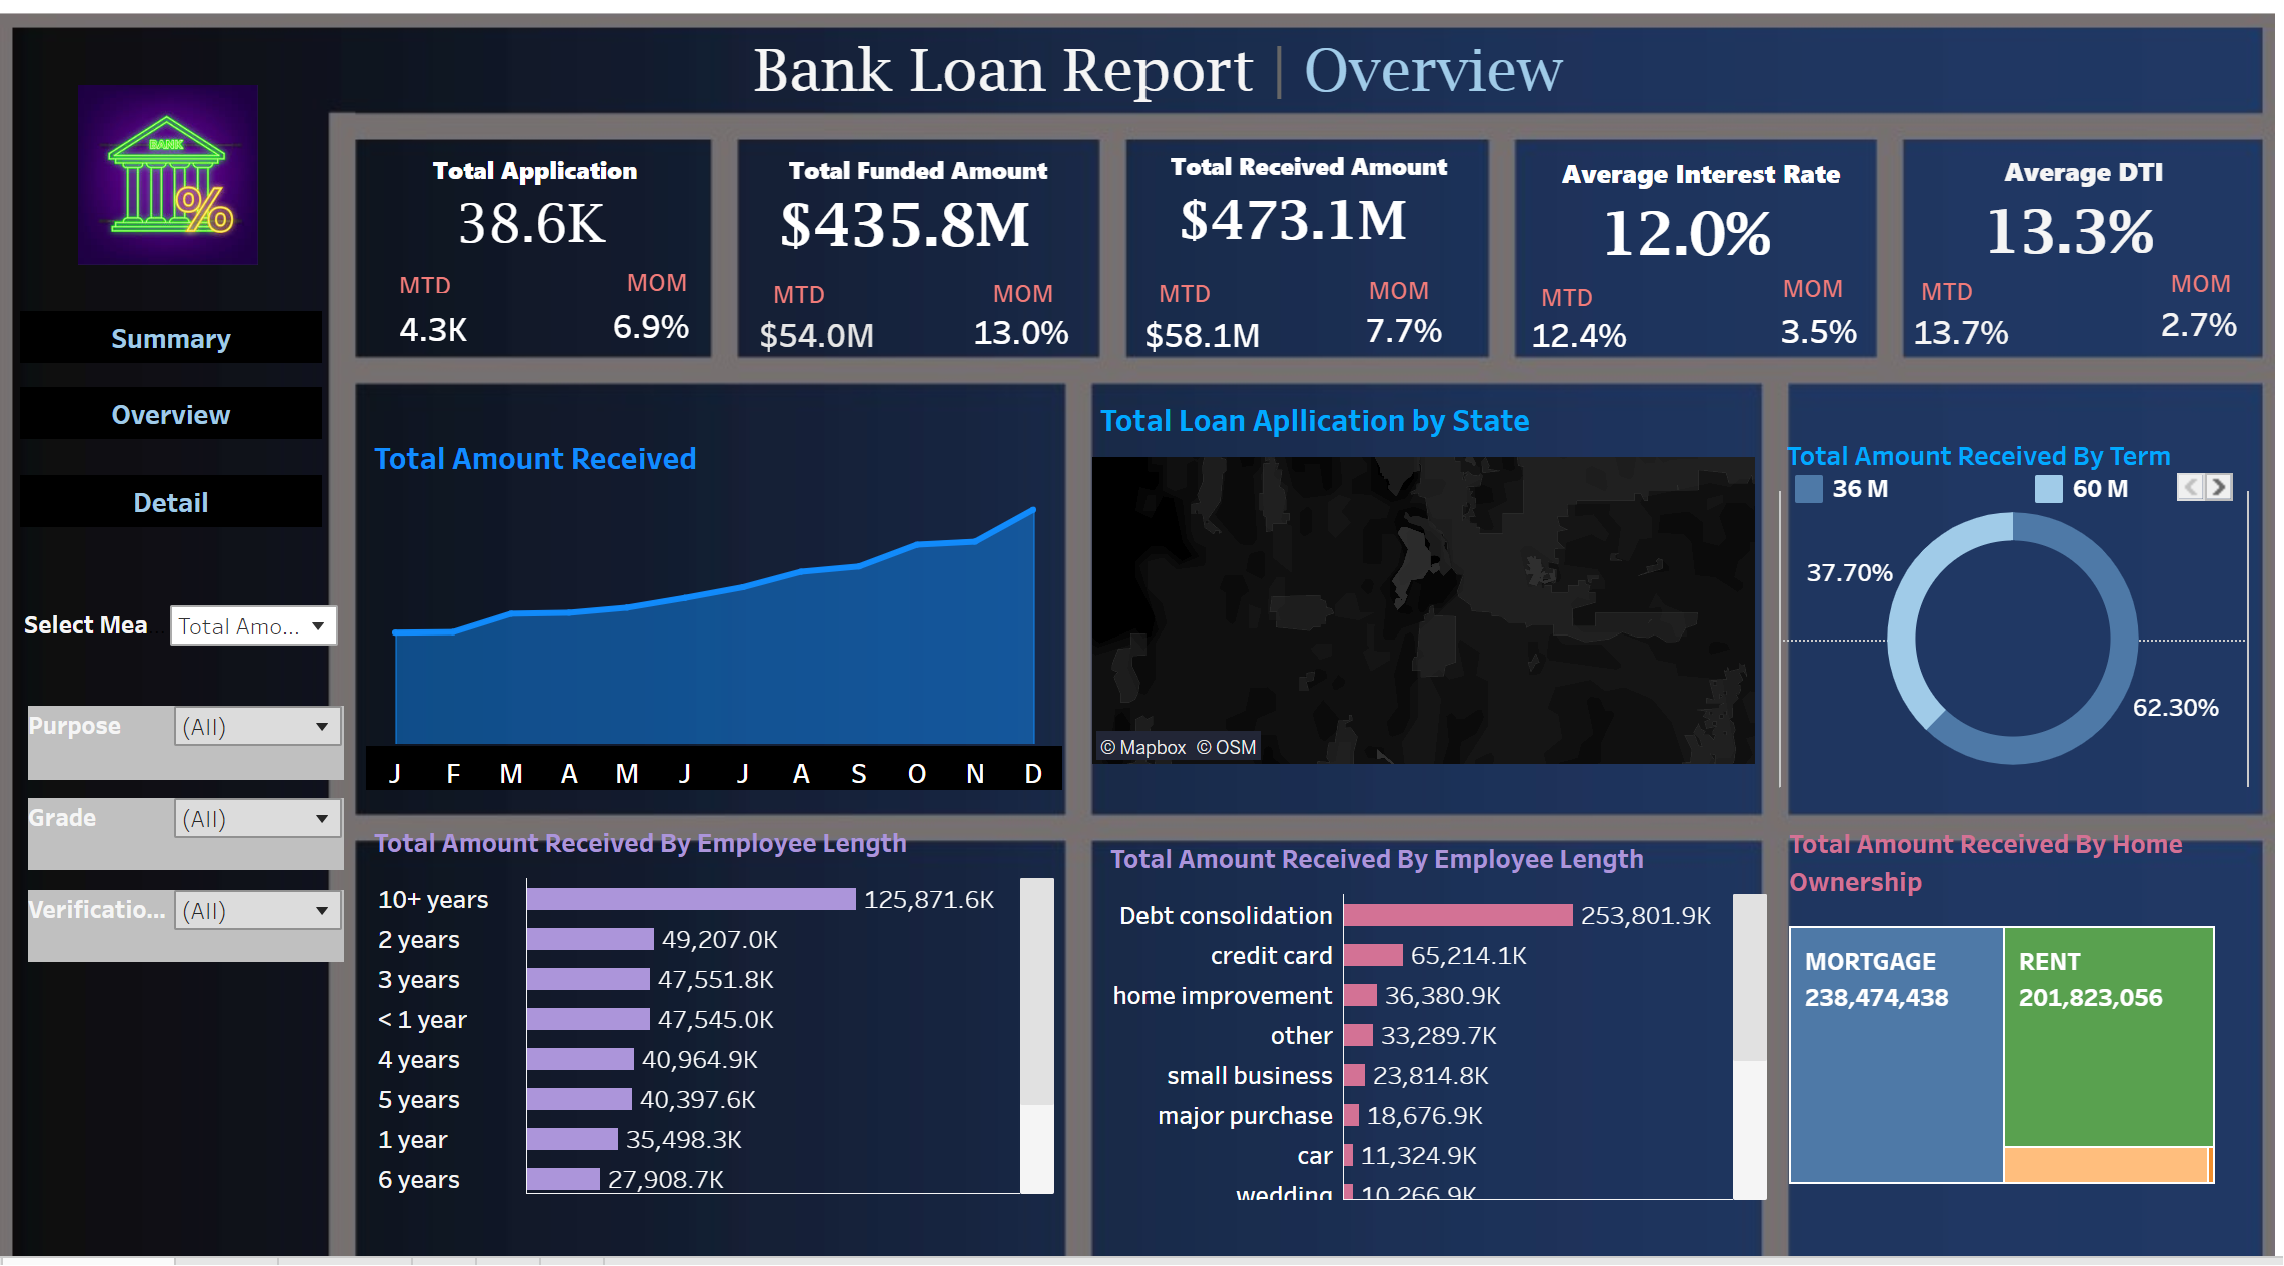 Bank Loan Report | Overview
BANK
%
Summary
Overview
Detail
Select Mea
Total Amo...
Purpose
(All)
Grade
(All)
Verificatio...
(All)
Total Application
38.6K
MTD
MOM
4.3K
6.9%
Total Funded Amount
$435.8M
MTD
MOM
$54.0M
13.0%
Total Received Amount
$473.1M
MTD
MOM
$58.1M
7.7%
Average Interest Rate
12.0%
MTD
MOM
12.4%
3.5%
Average DTI
13.3%
MTD
MOM
13.7%
2.7%
Total Amount Received
J F M A M J J A S O N D
Total Loan Apllication by State
© Mapbox © OSM
Total Amount Received By Term
36 M
60 M
37.70%
62.30%
Total Amount Received By Employee Length
10+ years 125,871.6K
2 years 49,207.0K
3 years 47,551.8K
< 1 year 47,545.0K
4 years 40,964.9K
5 years 40,397.6K
1 year 35,498.3K
6 years 27,908.7K
Total Amount Received By Employee Length
Debt consolidation 253,801.9K
credit card 65,214.1K
home improvement 36,380.9K
other 33,289.7K
small business 23,814.8K
major purchase 18,676.9K
car 11,324.9K
wedding 10,266.9K
Total Amount Received By Home
Ownership
MORTGAGE
238,474,438
RENT
201,823,056